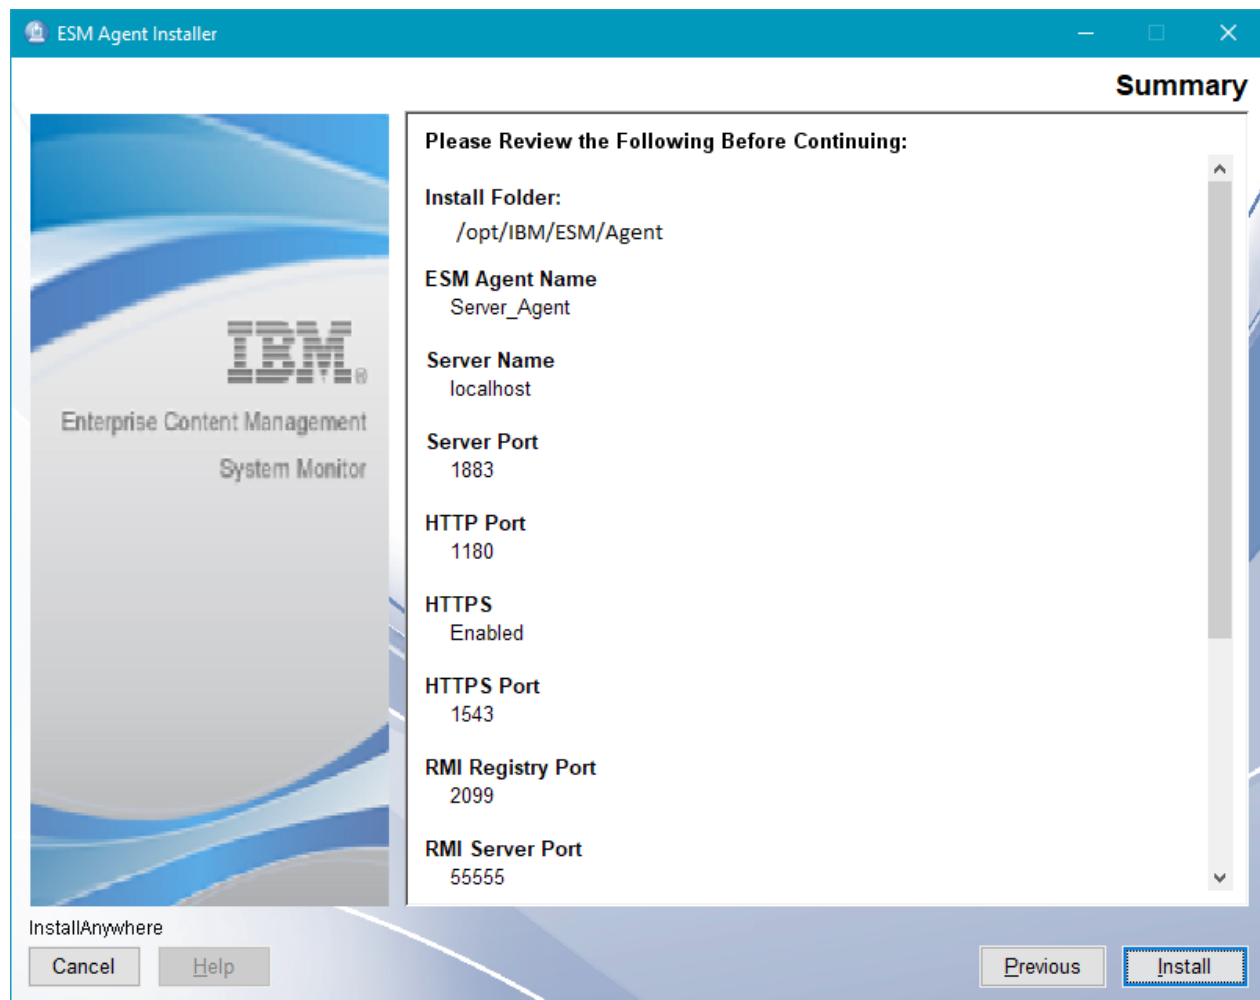 ESM Agent Installer
Summary
IBM®
Enterprise Content Management
System Monitor
Please Review the Following Before Continuing:
Install Folder:
/opt/IBM/ESM/Agent
ESM Agent Name
Server_Agent
Server Name
localhost
Server Port
1883
HTTP Port
1180
HTTPS
Enabled
HTTPS Port
1543
RMI Registry Port
2099
RMI Server Port
55555
InstallAnywhere
Cancel
Help
Previous
Install